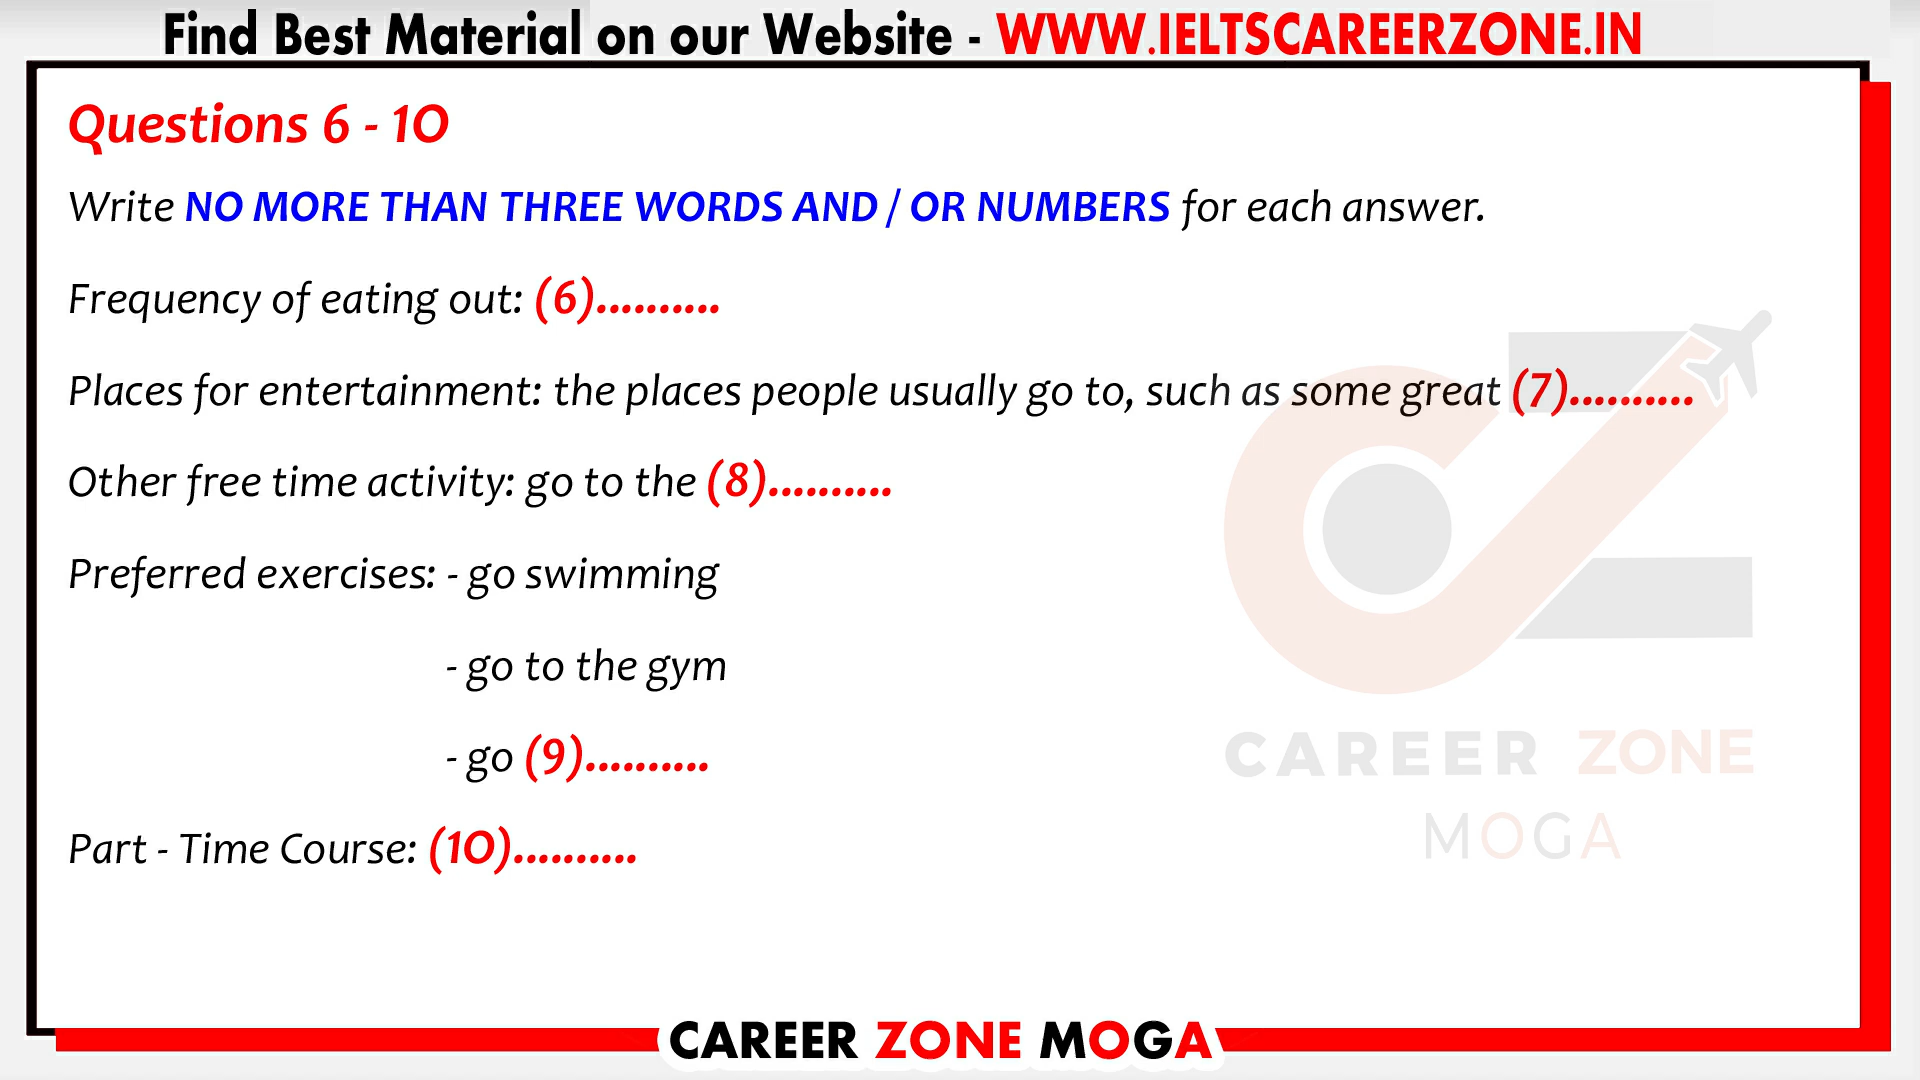 Find Best Material on our Website - WWW.IELTSCAREERZONE.IN
Questions 6 - 10
Write NO MORE THAN THREE WORDS AND / OR NUMBERS for each answer.
Frequency of eating out: (6)..........
Places for entertainment: the places people usually go to, such as some great (7)..........
Other free time activity: go to the (8)..........
Preferred exercises: - go swimming
- go to the gym
- go (9)..........
CAREER ZONE
MOGA
Part - Time Course: (10)..........
CAREER ZONE MOGA